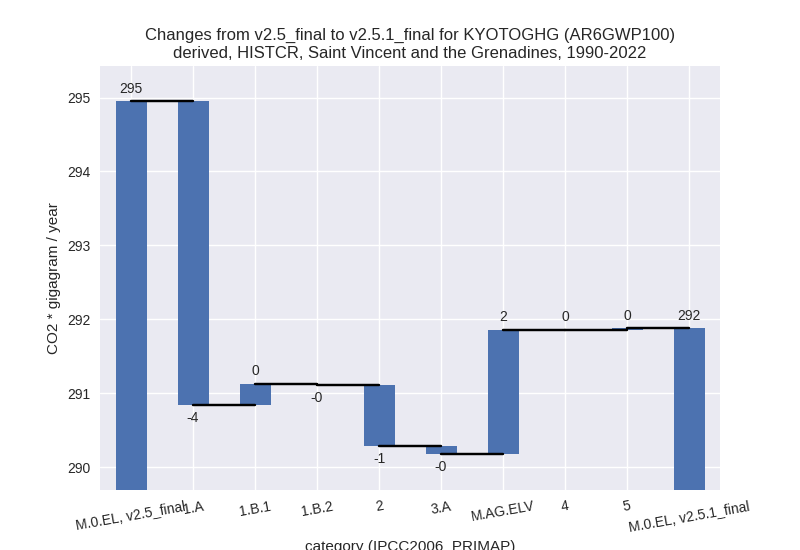 Changes from v2.5_final to v2.5.1_final for KYOTOGHG (AR6GWP100)
derived, HISTCR, Saint Vincent and the Grenadines, 1990-2022
CO2 * gigagram / year
295
294
293
292
291
290
295
-4
0
-0
-1
-0
2
0
0
292
M.0.EL, v2.5_final
1.A
1.B.1
1.B.2
2
3.A
M.AG.ELV
4
5
M.0.EL, v2.5.1_final
category (IPCC2006_PRIMAP)